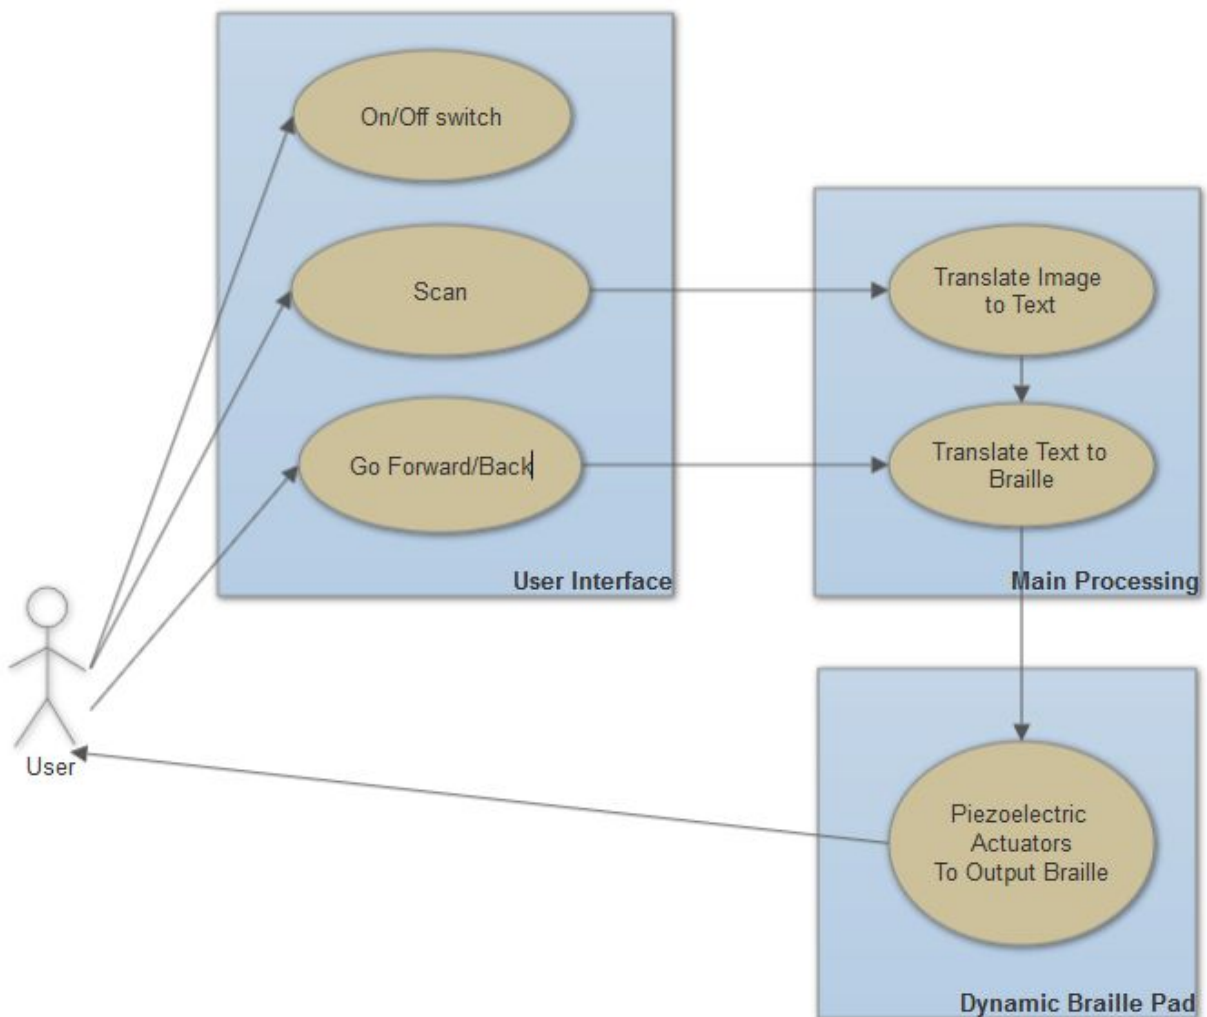 On/Off switch
Scan
Go Forward/Back
User Interface
Translate Image
to Text
Translate Text to
Braille
Main Processing
User
Piezoelectric
Actuators
To Output Braille
Dynamic Braille Pad